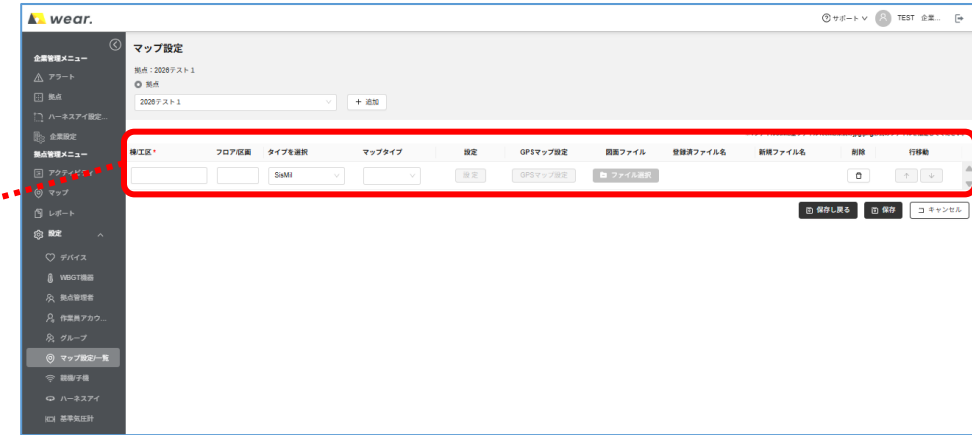 wear.
サポート
TEST 企業...
企業管理メニュー
アラート
拠点
ハーネスアイ設定...
企業設定
拠点管理メニュー
アクティビティ
マップ
レポート
設定
デバイス
WBGT機器
拠点管理者
作業員アカウ...
グループ
マップ設定/一覧
親機/子機
ハーネスアイ
基準気圧計
マップ設定
拠点：2026テスト1
拠点
2026テスト1
+ 追加
棟/工区 *
フロア/区画
タイプを選択
マップタイプ
設定
GPSマップ設定
図面ファイル
登録済ファイル名
新規ファイル名
削除
行移動
SisMil
設定
GPSマップ設定
ファイル選択
保存し戻る
保存
キャンセル